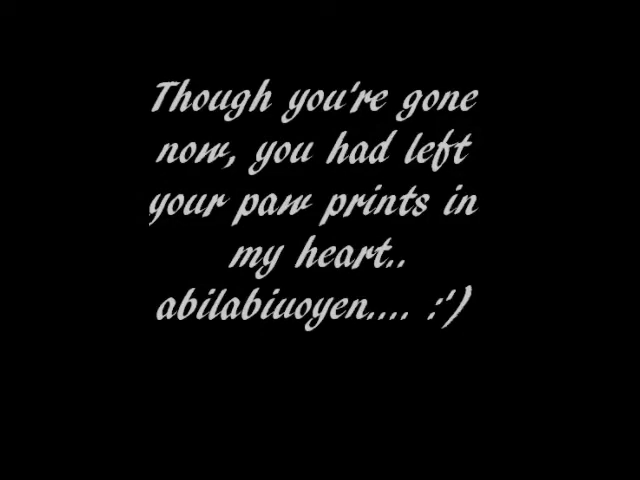 Though you're gone
now, you had left
your paw prints in
my heart..
abilabiuoyen.... :')